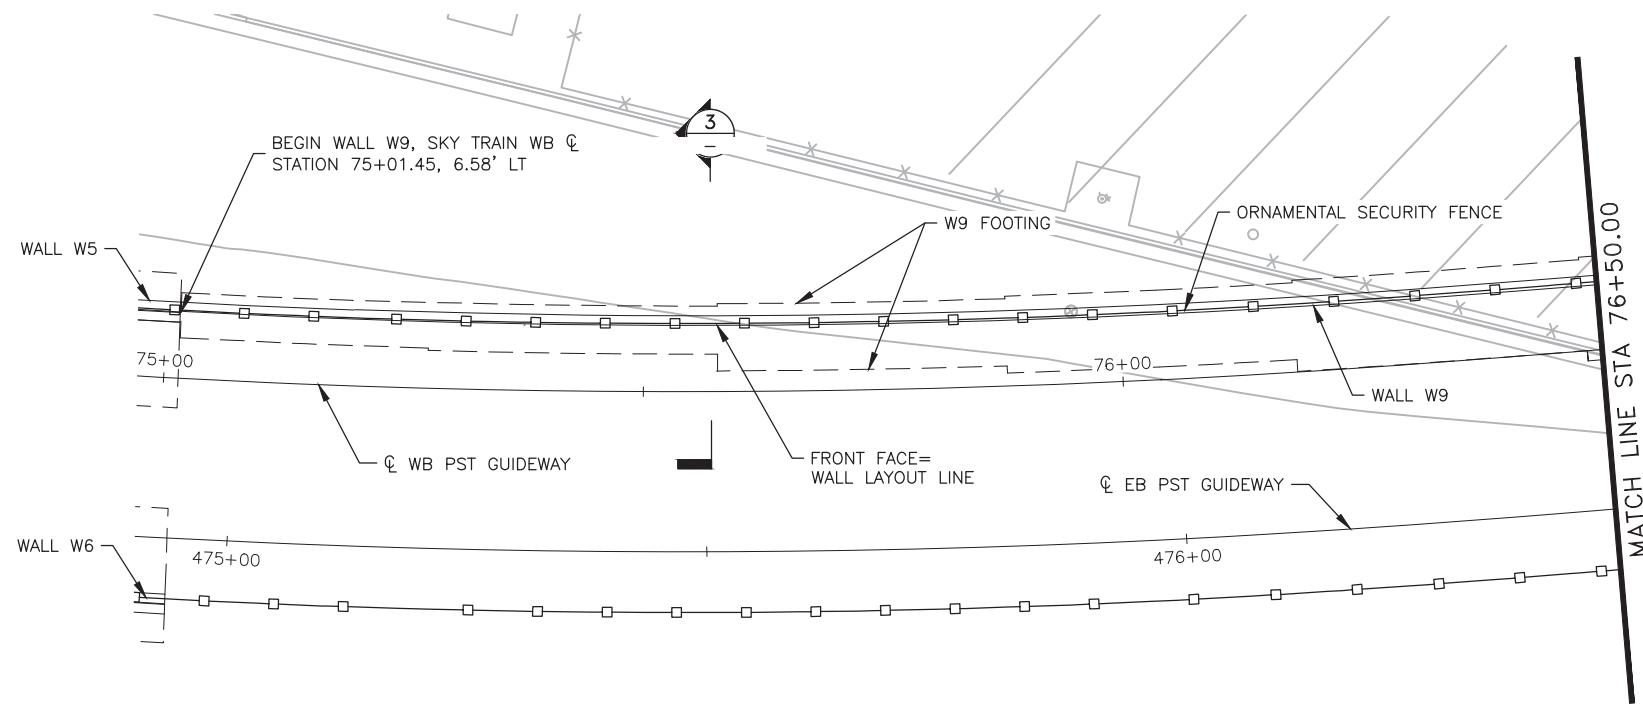 3
–
BEGIN WALL W9, SKY TRAIN WB ℄
STATION 75+01.45, 6.58' LT
WALL W5
W9 FOOTING
ORNAMENTAL SECURITY FENCE
75+00
76+00
WALL W9
℄ WB PST GUIDEWAY
FRONT FACE=
WALL LAYOUT LINE
℄ EB PST GUIDEWAY
WALL W6
475+00
476+00
MATCH LINE STA 76+50.00